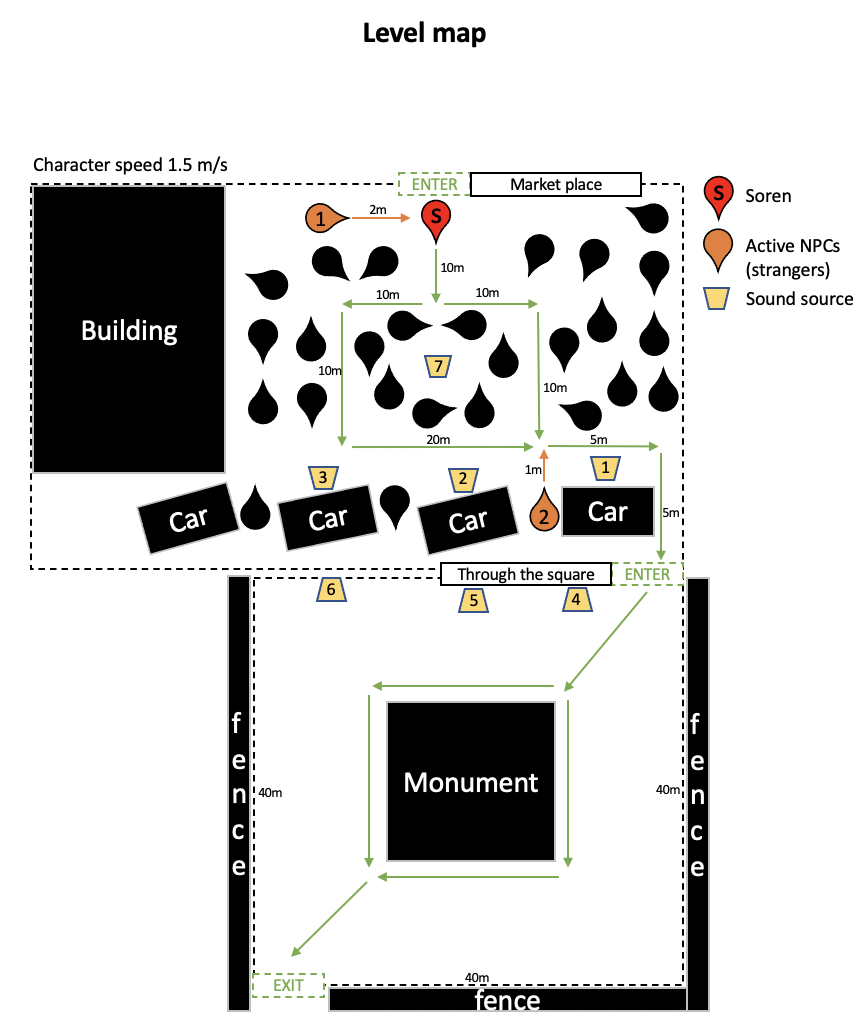 Level map
Character speed 1.5 m/s
ENTER
Market place
S
Soren
1
2m
S
Active NPCs
(strangers)
10m
Sound source
10m
10m
Building
7
10m
10m
20m
5m
1m
3
2
1
Car
Car
Car
2
Car
5m
Through the square
ENTER
6
5
4
fence
fence
Monument
40m
40m
40m
EXIT
fence